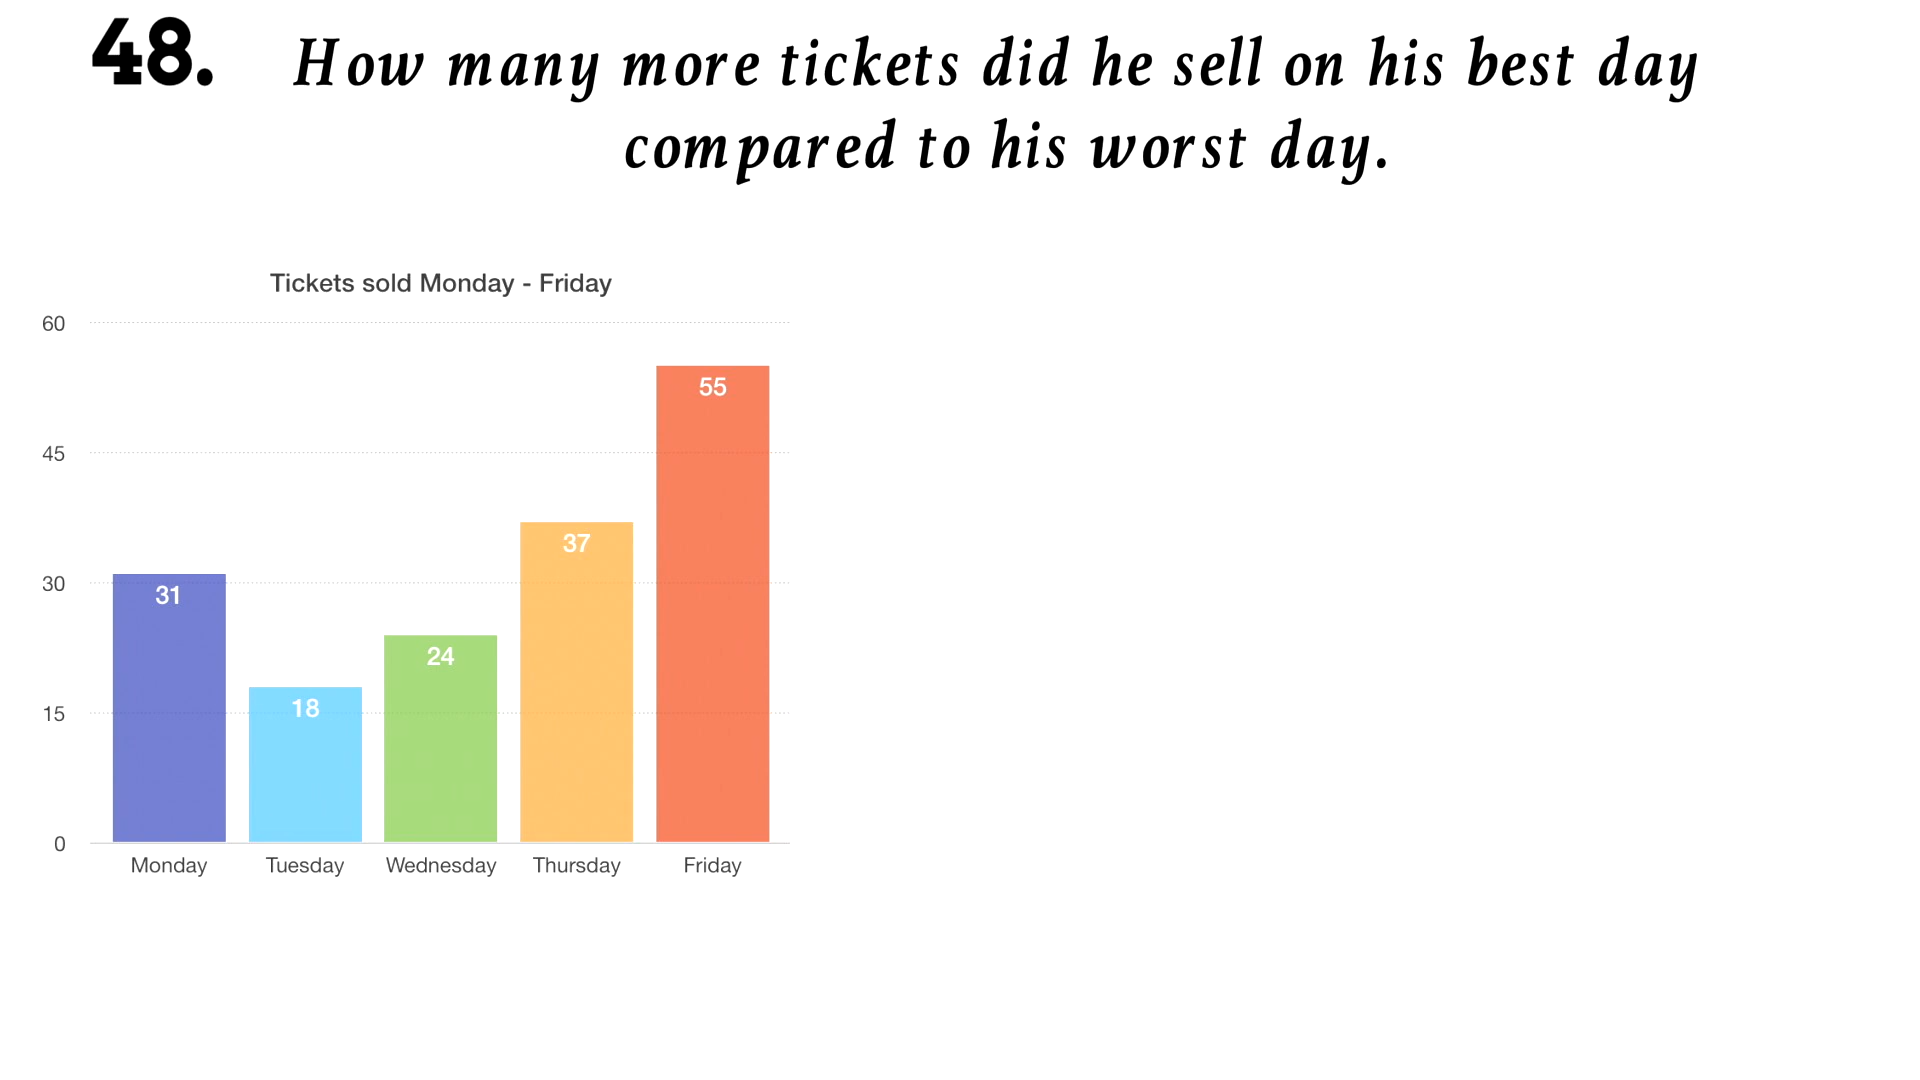 48. How many more tickets did he sell on his best day
compared to his worst day.
Tickets sold Monday - Friday
60
45
30
15
0
31
18
24
37
55
Monday Tuesday Wednesday Thursday Friday